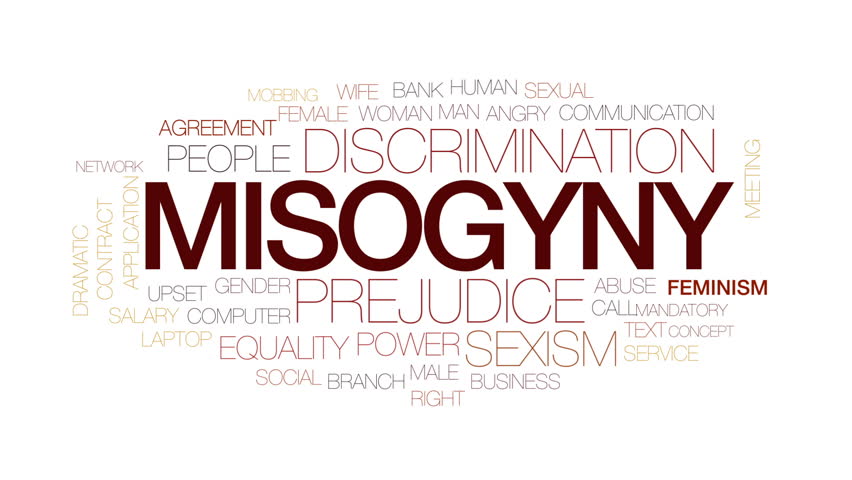 MOBBING WIFE BANK HUMAN SEXUAL
FEMALE WOMAN MAN ANGRY COMMUNICATION
AGREEMENT
PEOPLE DISCRIMINATION
NETWORK
MEETING
MISOGYNY
DRAMATIC
CONTRACT
APPLICATION
UPSET GENDER PREJUDICE ABUSE FEMINISM
SALARY COMPUTER CALL MANDATORY
TEXT CONCEPT
LAPTOP EQUALITY POWER SEXISM SERVICE
SOCIAL BRANCH MALE BUSINESS
RIGHT